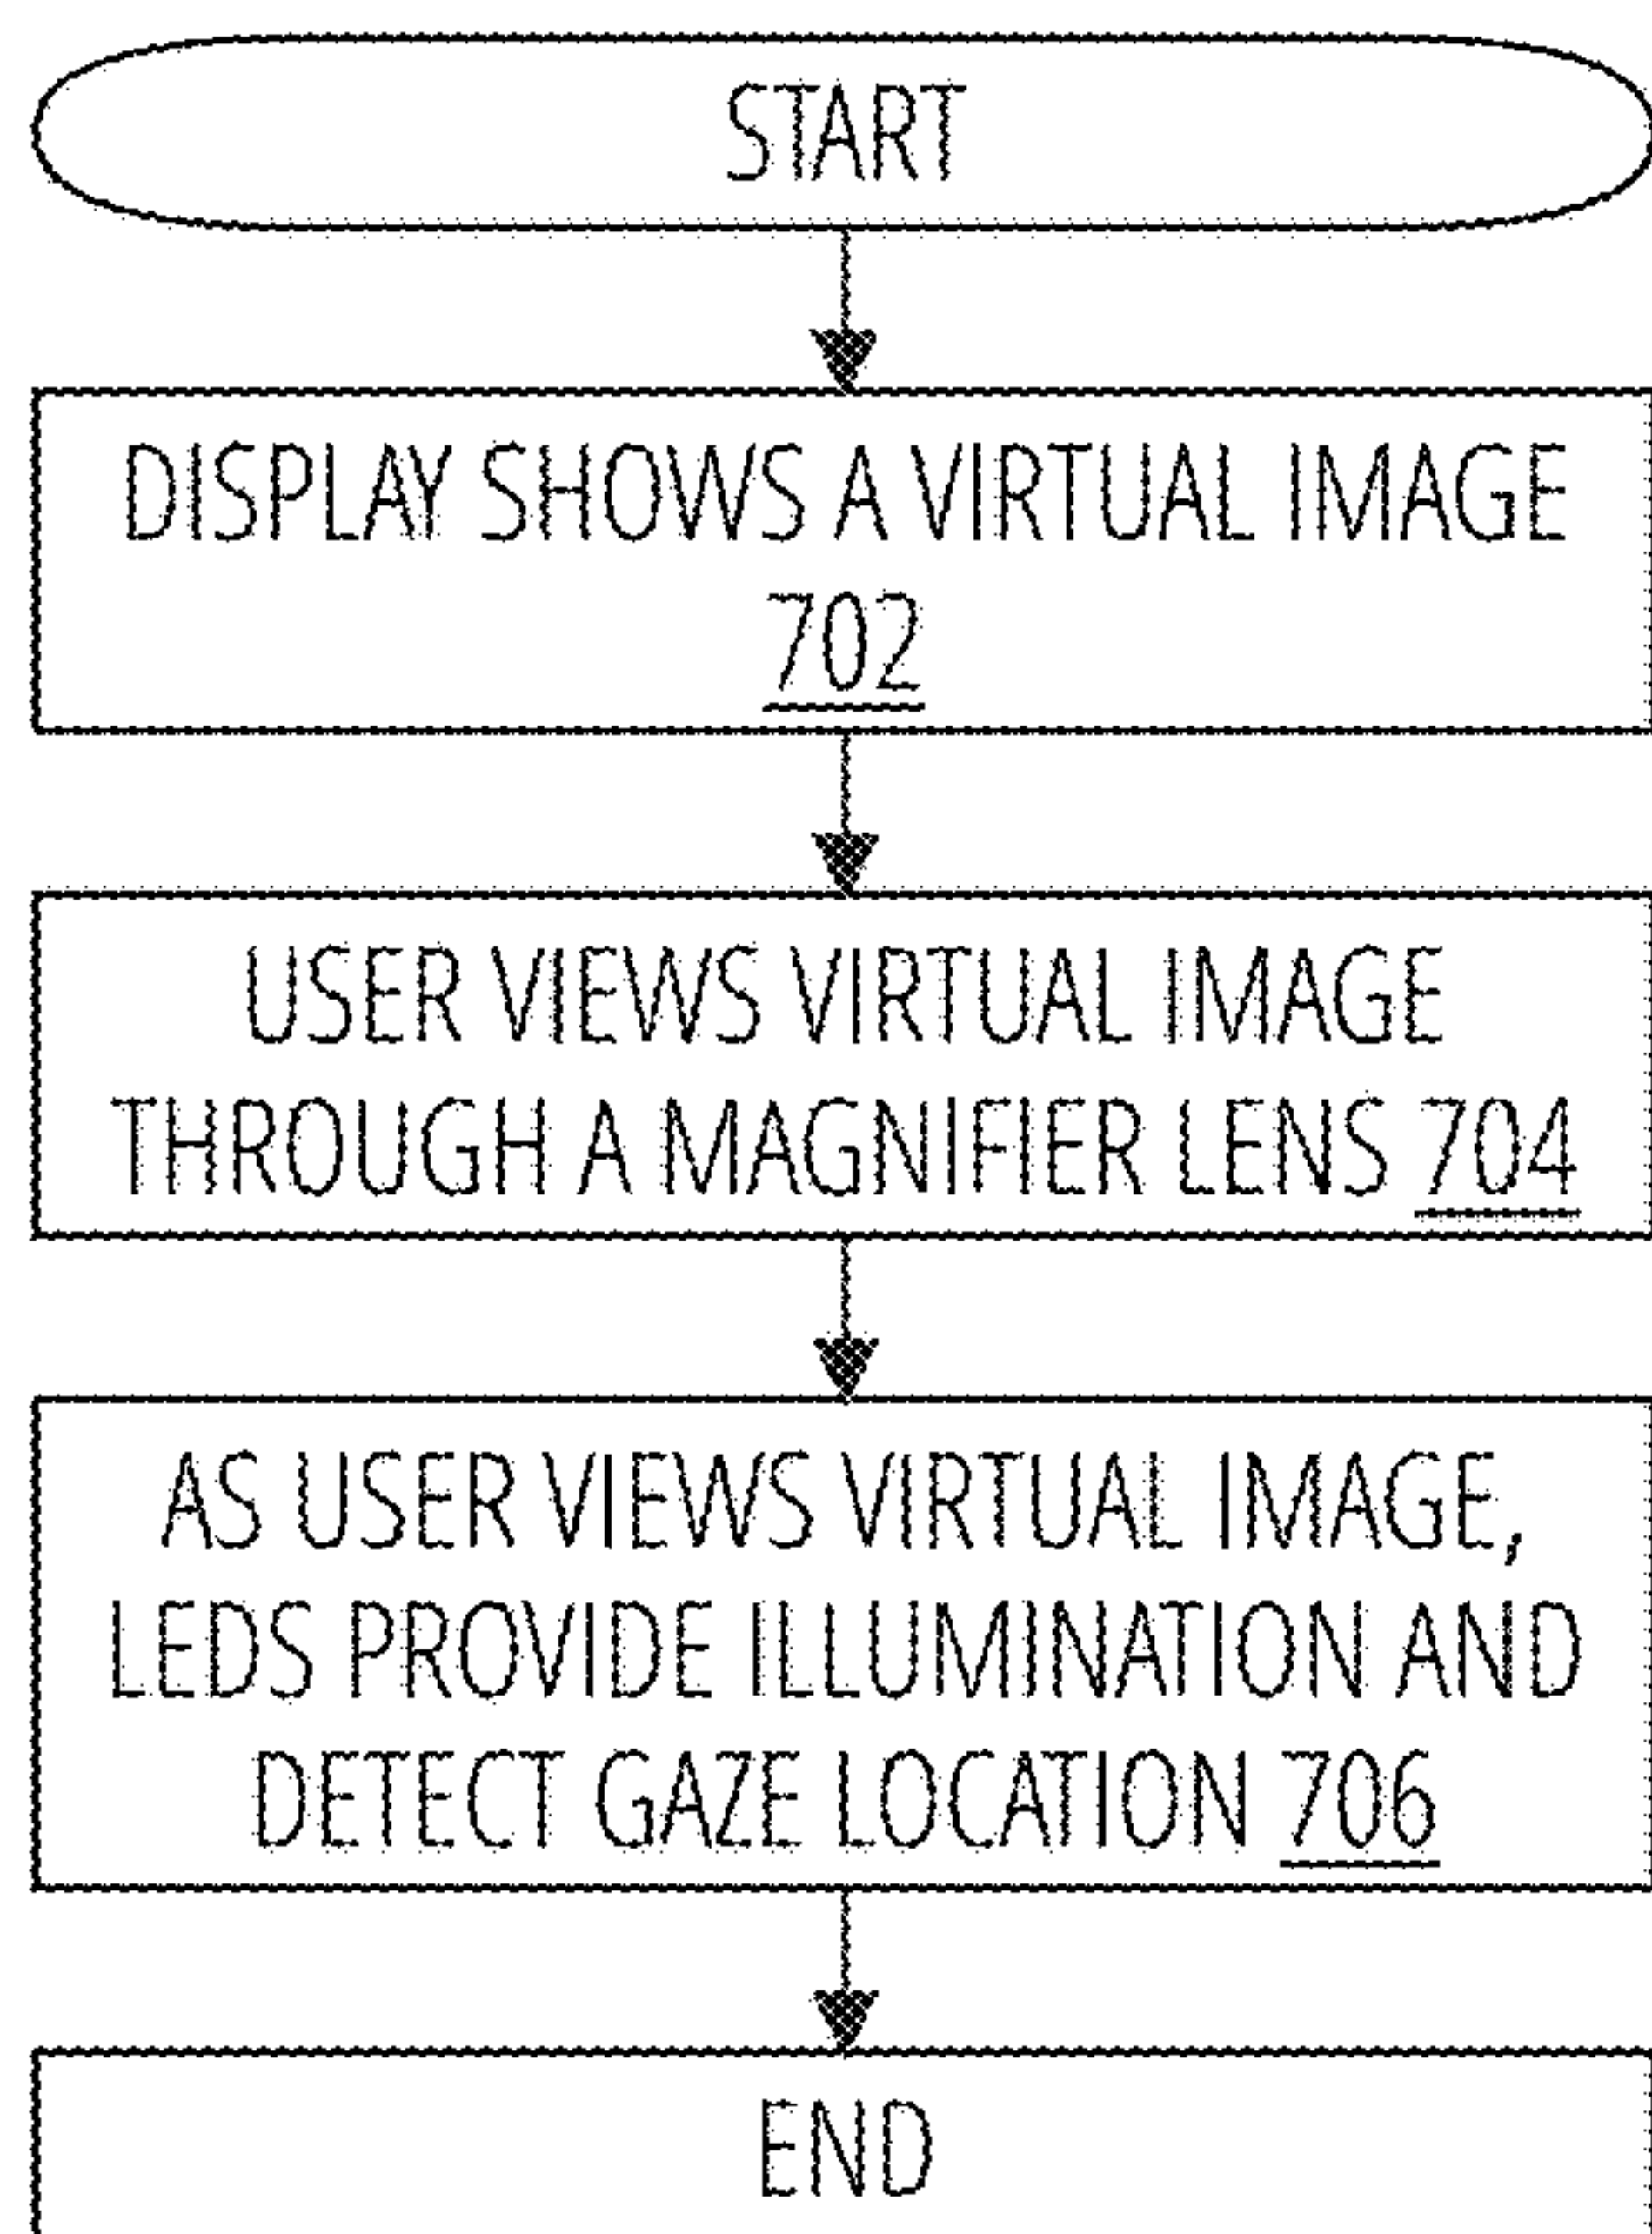 START
DISPLAY SHOWS A VIRTUAL IMAGE
702
USER VIEWS VIRTUAL IMAGE
THROUGH A MAGNIFIER LENS 704
AS USER VIEWS VIRTUAL IMAGE,
LEDS PROVIDE ILLUMINATION AND
DETECT GAZE LOCATION 706
END